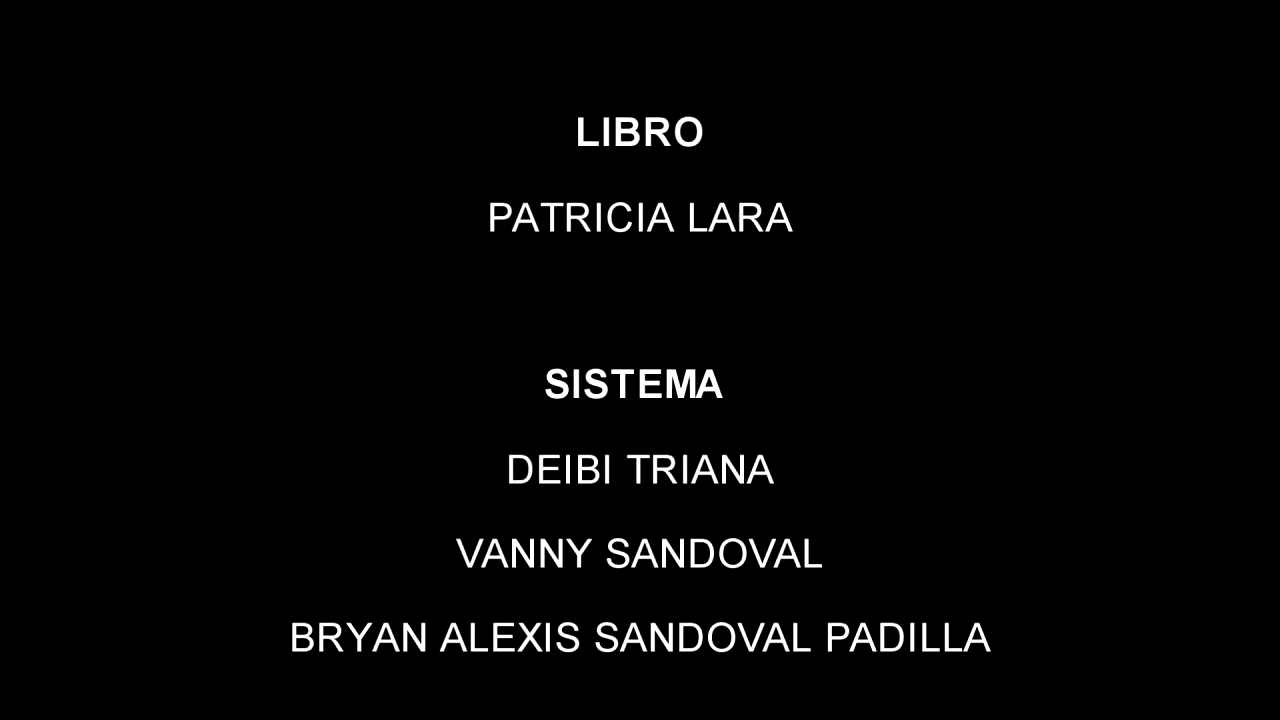 LIBRO
PATRICIA LARA
SISTEMA
DEIBI TRIANA
VANNY SANDOVAL
BRYAN ALEXIS SANDOVAL PADILLA